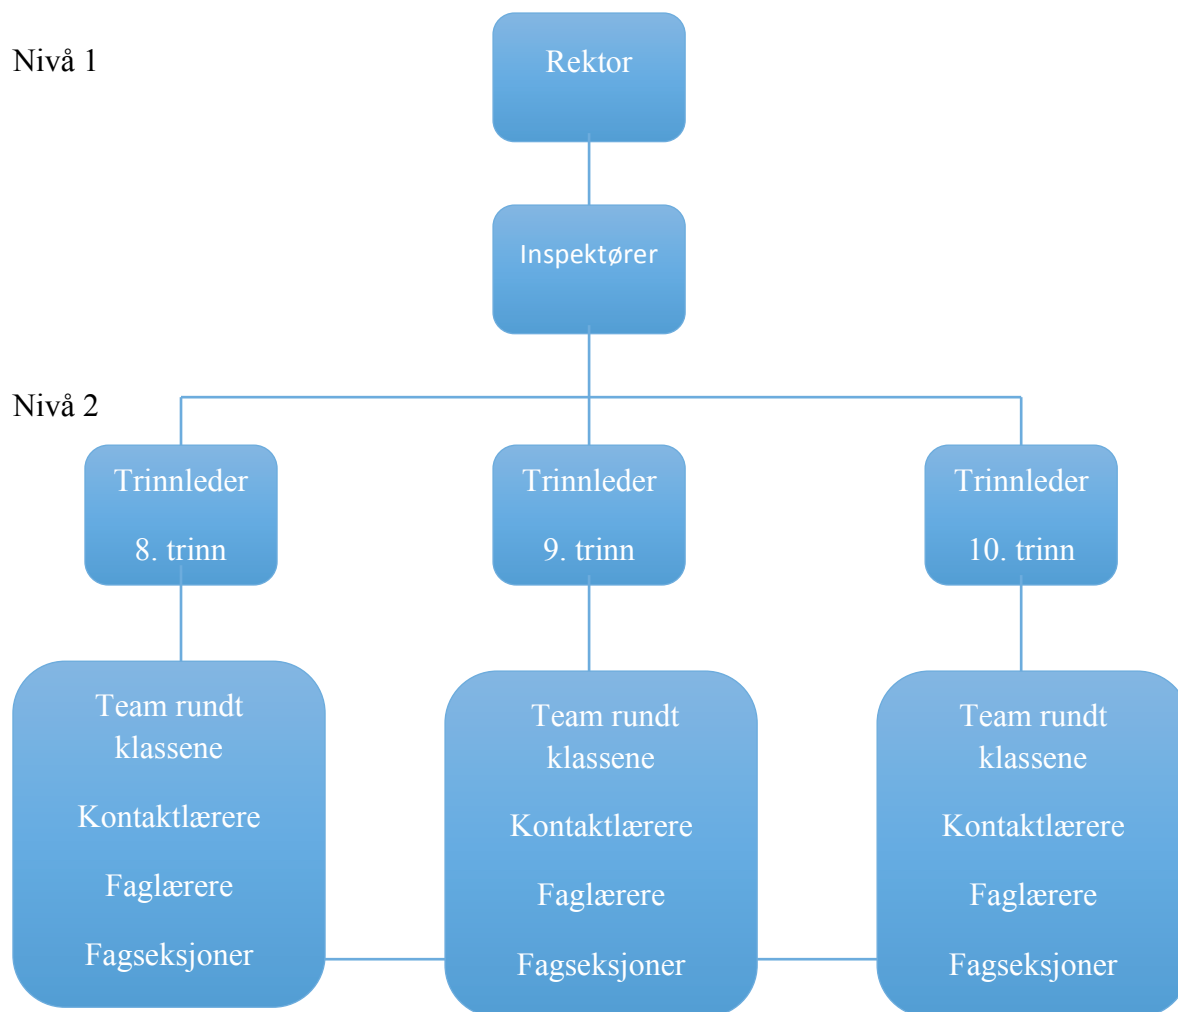 Nivå 1
Rektor
Inspektører
Nivå 2
Trinnleder
8. trinn
Trinnleder
9. trinn
Trinnleder
10. trinn
Team rundt
klassene
Kontaktlærere
Faglærere
Fagseksjoner
Team rundt
klassene
Kontaktlærere
Faglærere
Fagseksjoner
Team rundt
klassene
Kontaktlærere
Faglærere
Fagseksjoner